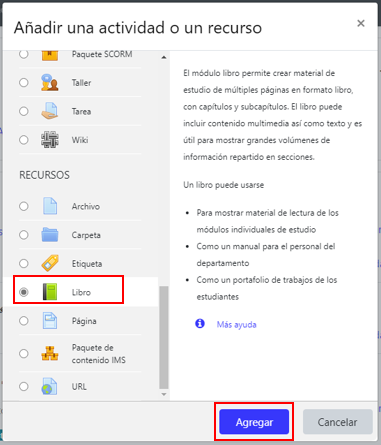 Añadir una actividad o un recurso
×
Paquete SCORM
Taller
Tarea
Wiki
RECURSOS
Archivo
Carpeta
Etiqueta
Libro
Página
Paquete de
contenido IMS
URL
El módulo libro permite crear material de
estudio de múltiples páginas en formato libro,
con capítulos y subcapítulos. El libro puede
incluir contenido multimedia así como texto y es
útil para mostrar grandes volúmenes de
información repartido en secciones.
Un libro puede usarse
• Para mostrar material de lectura de los
módulos individuales de estudio
• Como un manual para el personal del
departamento
• Como un portafolio de trabajos de los
estudiantes
Más ayuda
Agregar
Cancelar